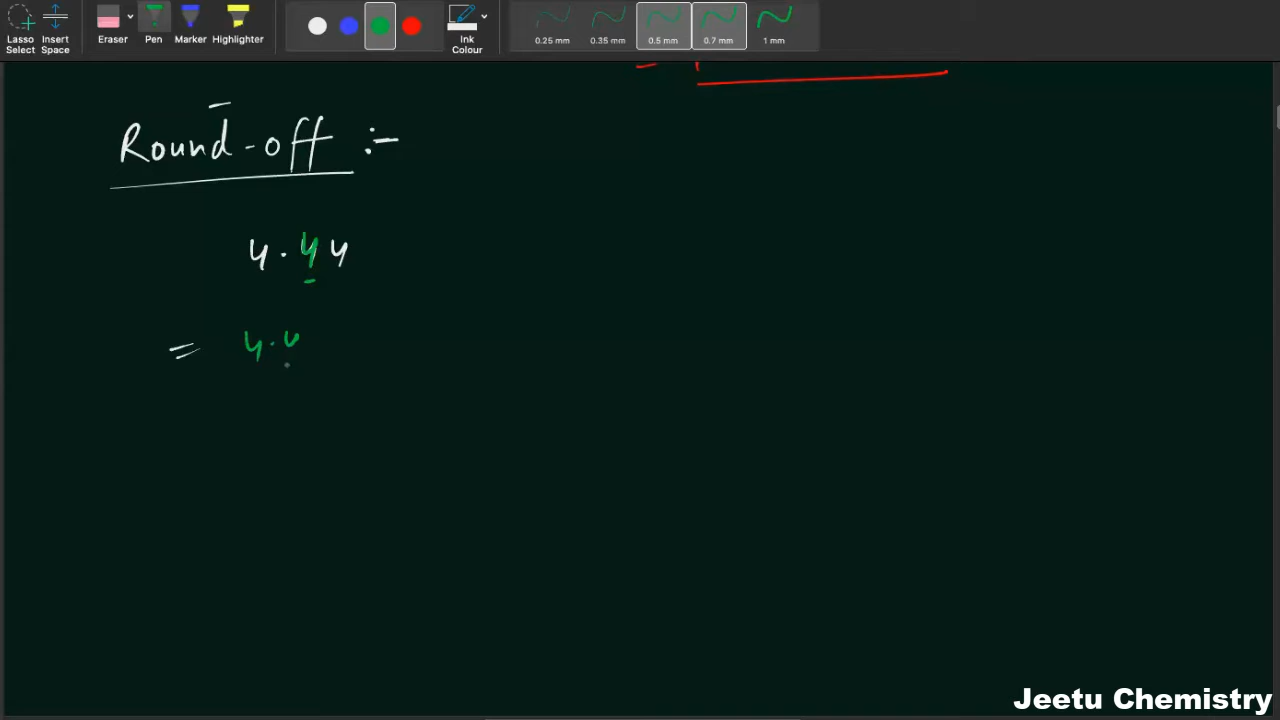 Lasso Select
Insert Space
Eraser
Pen
Marker
Highlighter
Ink Colour
0.25 mm
0.35 mm
0.5 mm
0.7 mm
1 mm
Round-off :-
4.44
= 4.4
Jeetu Chemistry